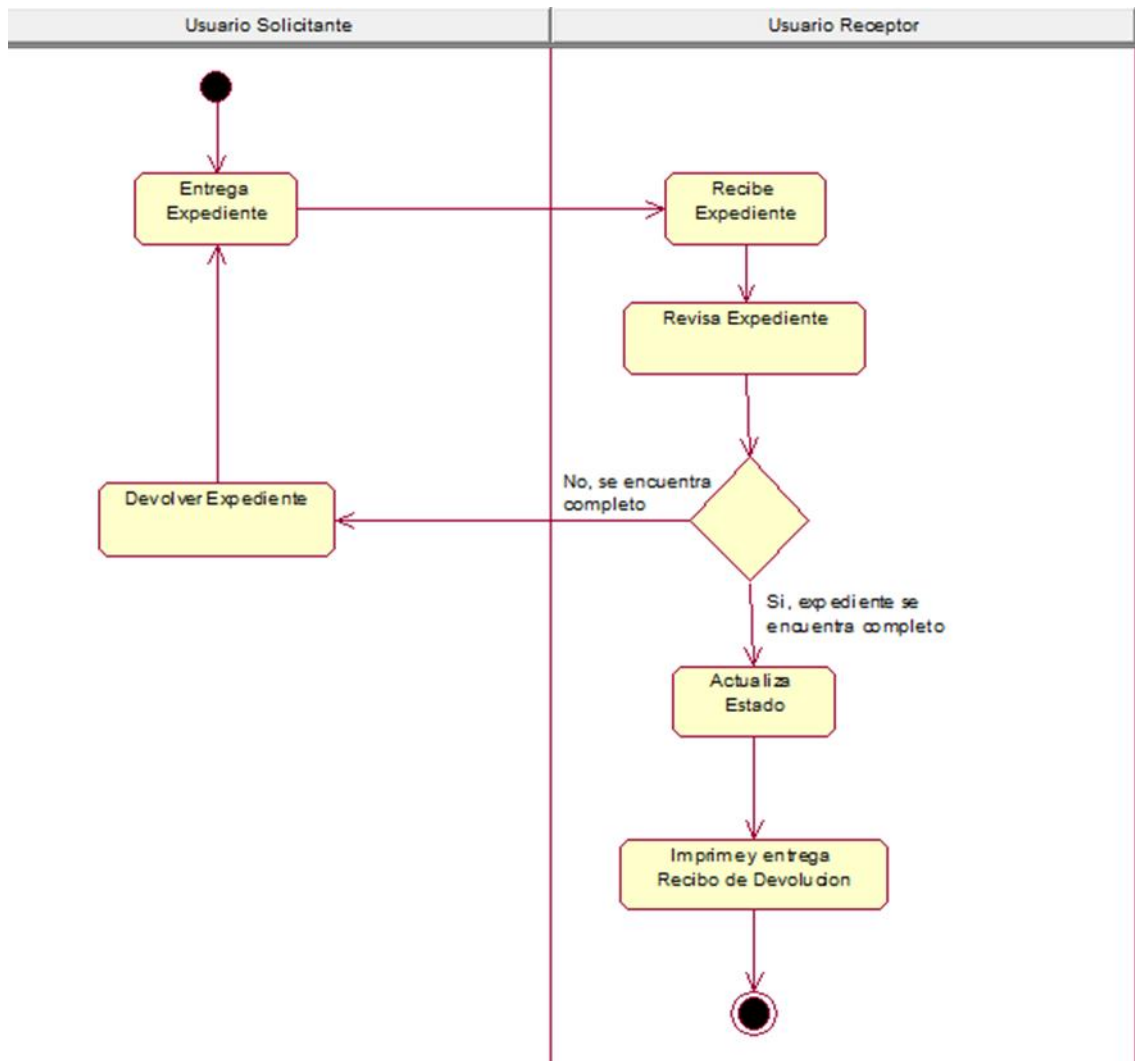 Usuario Solicitante
Usuario Receptor
Entrega
Expediente
Recibe
Expediente
Revisa Expediente
No, se encuentra
completo
Devolver Expediente
Si, expediente se
encuentra completo
Actualiza
Estado
Imprime y entrega
Recibo de Devolucion